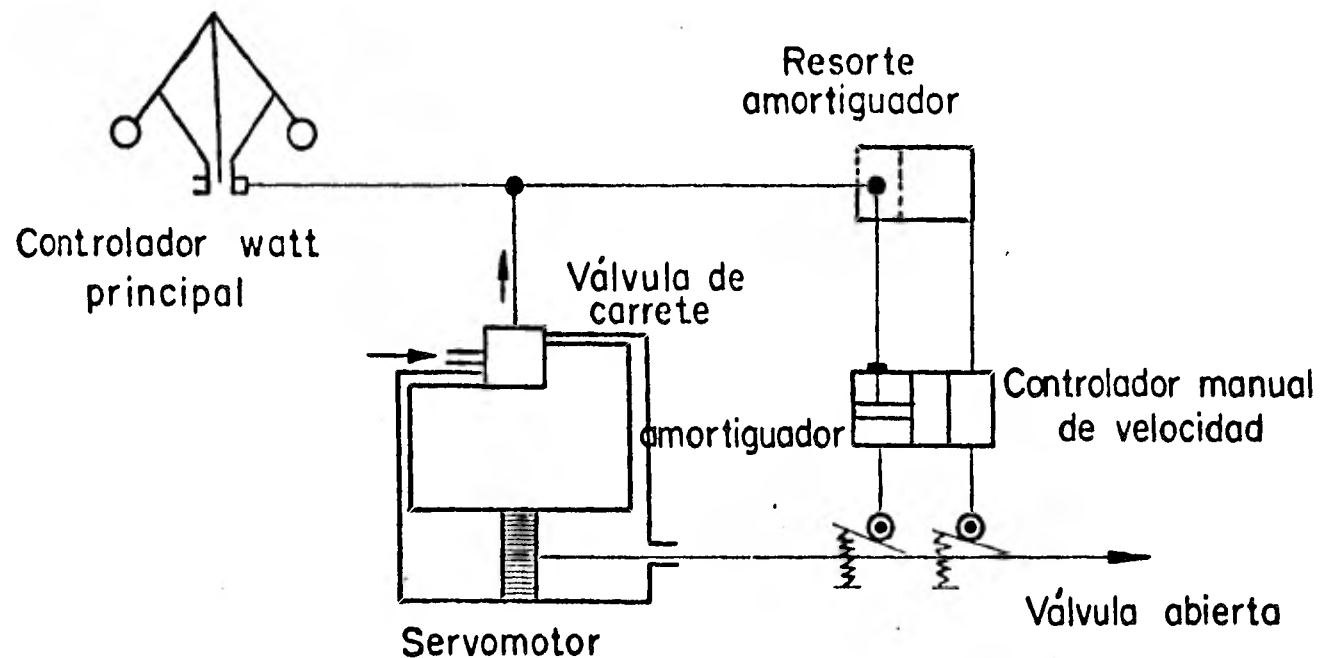 Resorte
amortiguador
Controlador watt
principal
Válvula de
carrete
Controlador manual
de velocidad
amortiguador
Válvula abierta
Servomotor